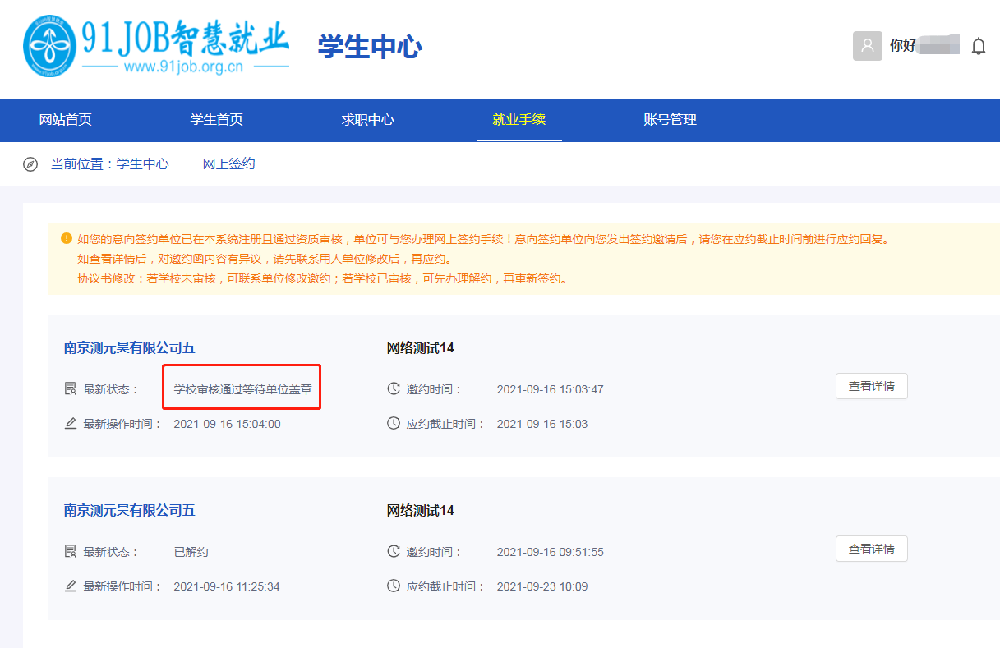 91JOB智慧就业
www.91job.org.cn
学生中心
你好
网站首页
学生首页
求职中心
就业手续
账号管理
当前位置：学生中心 一 网上签约
如您的意向签约单位已在本系统注册且通过资质审核，单位可与您办理网上签约手续！意向签约单位向您发出签约邀请后，请您在应约截止时间前进行应约回复。
如查看详情后，对邀约函内容有异议，请先联系用人单位修改后，再应约。
协议书修改：若学校未审核，可联系单位修改邀约；若学校已审核，可先办理解约，再重新签约。
南京测元昊有限公司五
网络测试14
最新状态： 学校审核通过等待单位盖章
邀约时间： 2021-09-16 15:03:47
查看详情
最新操作时间： 2021-09-16 15:04:00
应约截止时间： 2021-09-16 15:03
南京测元昊有限公司五
网络测试14
最新状态： 已解约
邀约时间： 2021-09-16 09:51:55
查看详情
最新操作时间： 2021-09-16 11:25:34
应约截止时间： 2021-09-23 10:09